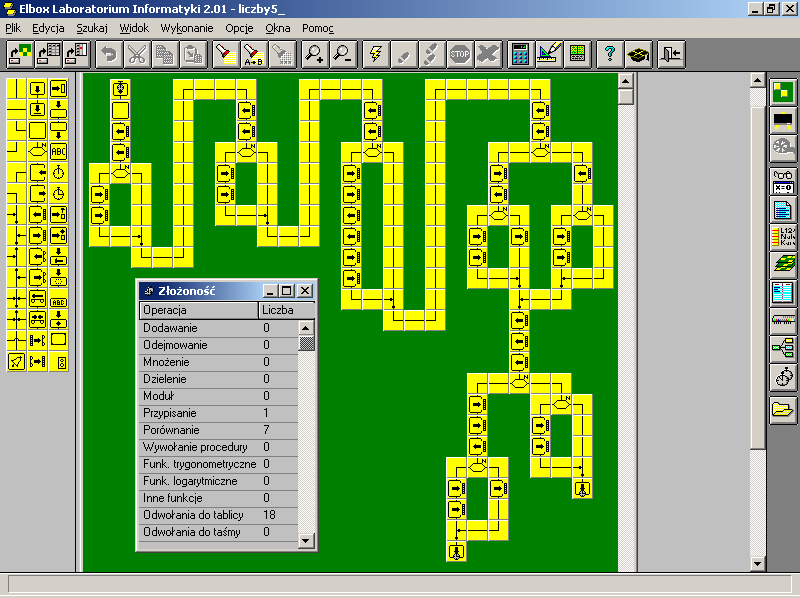 Elbox Laboratorium Informatyki 2.01 - liczby5_
Plik Edycja Szukaj Widok Wykonanie Opcje Okna Pomoc
A→B
STOP
?
ABC
ABC
X=0
Złożoność
Operacja Liczba
Dodawanie 0
Odejmowanie 0
Mnożenie 0
Dzielenie 0
Moduł 0
Przypisanie 1
Porównanie 7
Wywołanie procedury 0
Funk. trygonometryczne 0
Funk. logarytmiczne 0
Inne funkcje 0
Odwołania do tablicy 18
Odwołania do taśmy 0